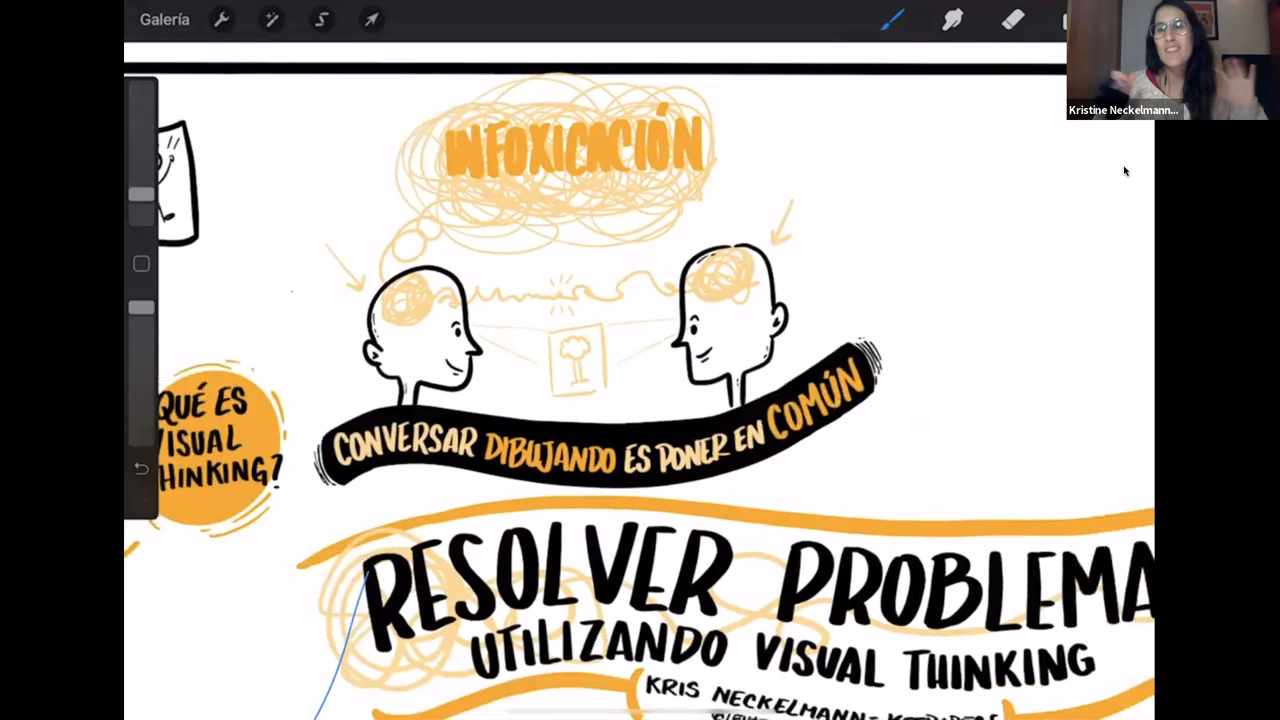 Galería
Kristine Neckelmann...
INFOXICACIÓN
CONVERSAR DIBUJANDO ES PONER EN COMÚN
QUÉ ES
VISUAL
THINKING?
RESOLVER PROBLEMA
UTILIZANDO VISUAL THINKING
KRIS NECKELMANN-